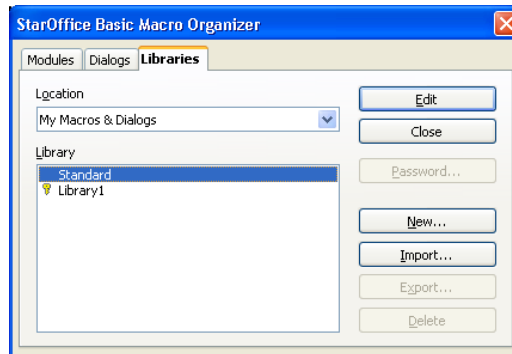 StarOffice Basic Macro Organizer
Modules Dialogs Libraries
Location
My Macros & Dialogs
Library
Standard
Library1
Edit
Close
Password...
New...
Import...
Export...
Delete